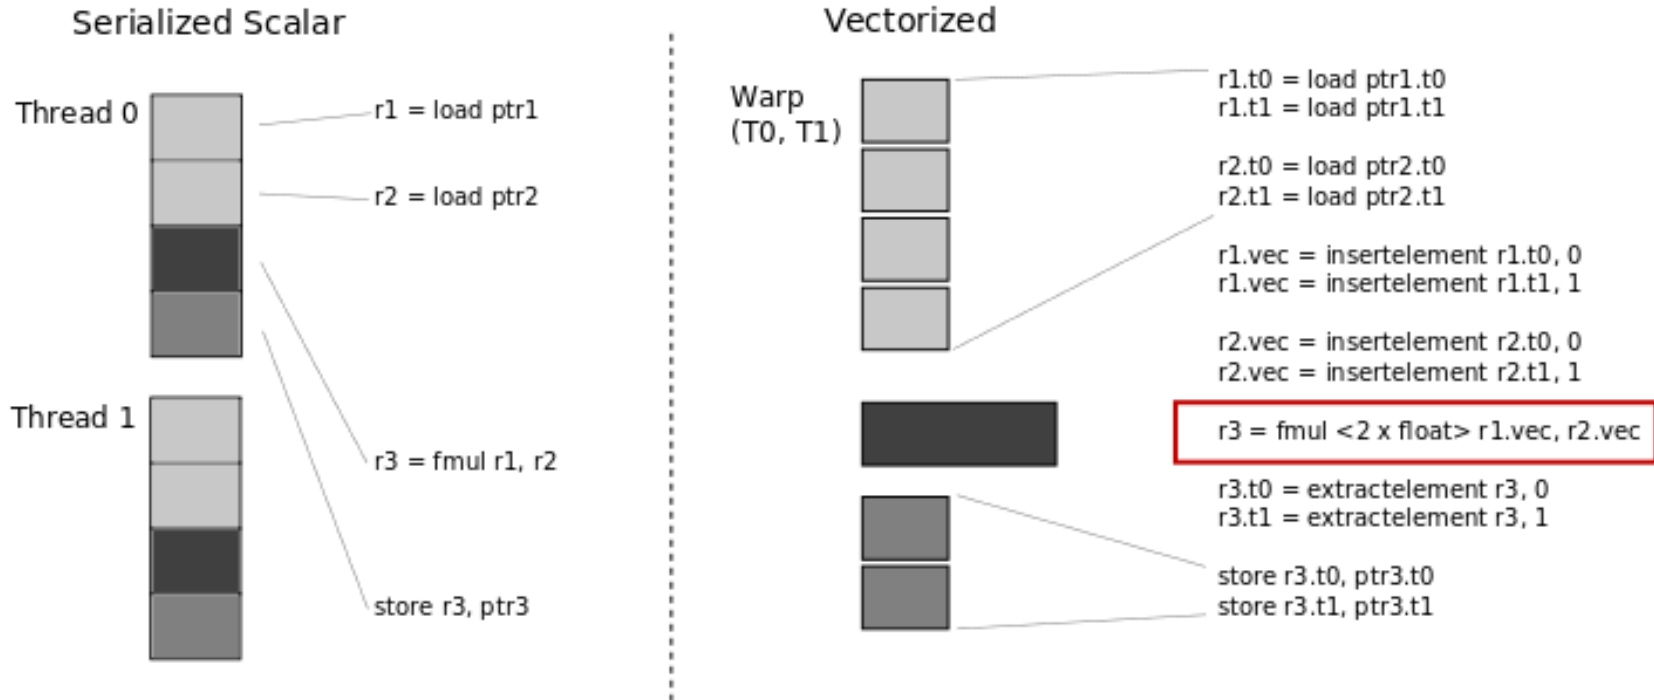 Serialized Scalar
Thread 0
r1 = load ptr1
r2 = load ptr2
Thread 1
r3 = fmul r1, r2
store r3, ptr3
Vectorized
Warp
(T0, T1)
r1.t0 = load ptr1.t0
r1.t1 = load ptr1.t1
r2.t0 = load ptr2.t0
r2.t1 = load ptr2.t1
r1.vec = insertelement r1.t0, 0
r1.vec = insertelement r1.t1, 1
r2.vec = insertelement r2.t0, 0
r2.vec = insertelement r2.t1, 1
r3 = fmul <2 x float> r1.vec, r2.vec
r3.t0 = extractelement r3, 0
r3.t1 = extractelement r3, 1
store r3.t0, ptr3.t0
store r3.t1, ptr3.t1